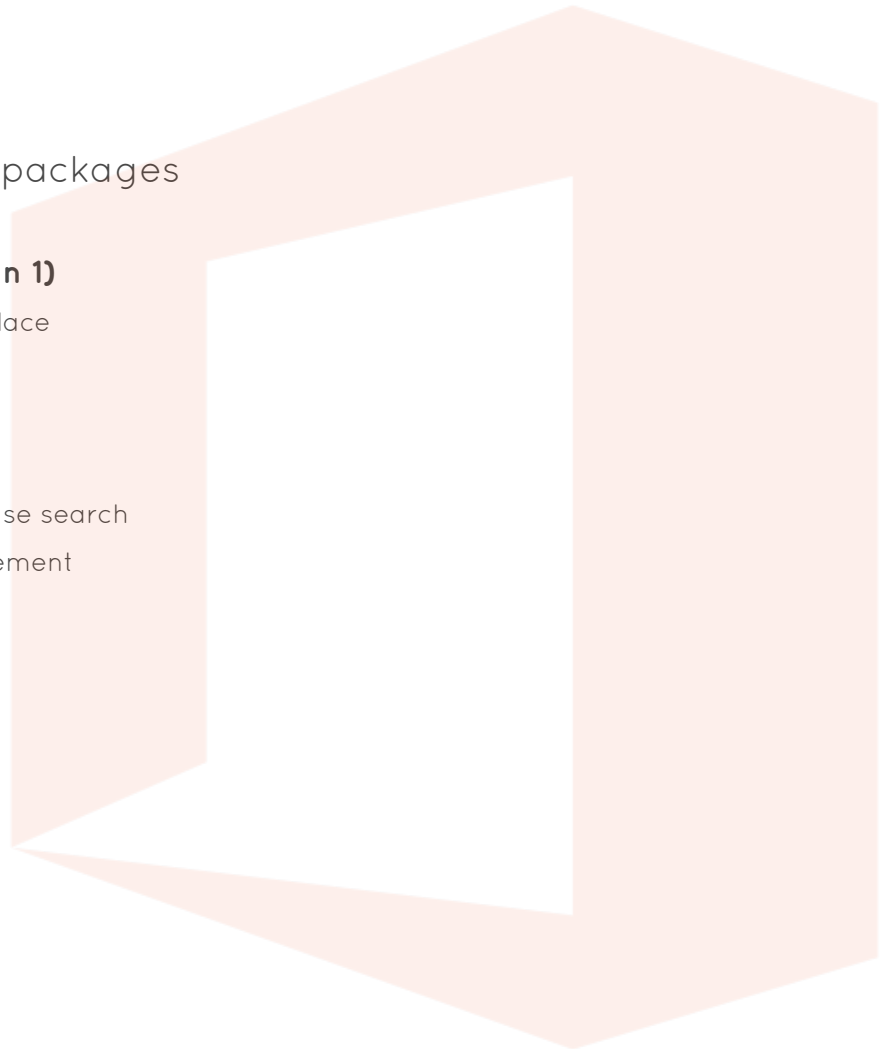 packages
n 1)
lace
se search
ement